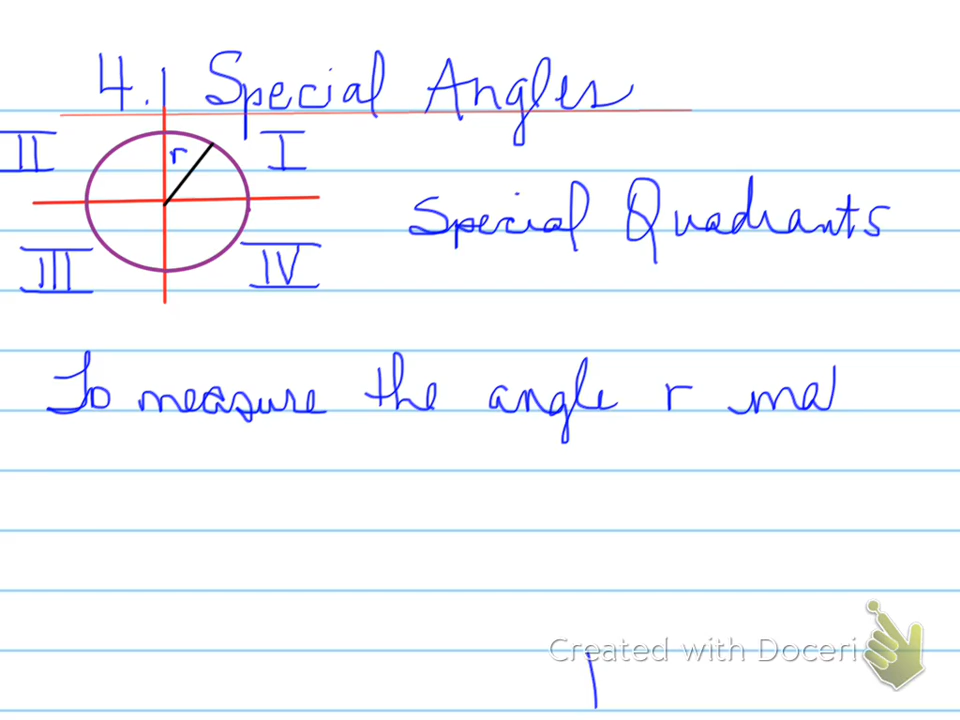 4.1 Special Angles
II r I
Special Quadrants
III IV
To measure the angle r ma
Created with Doceri